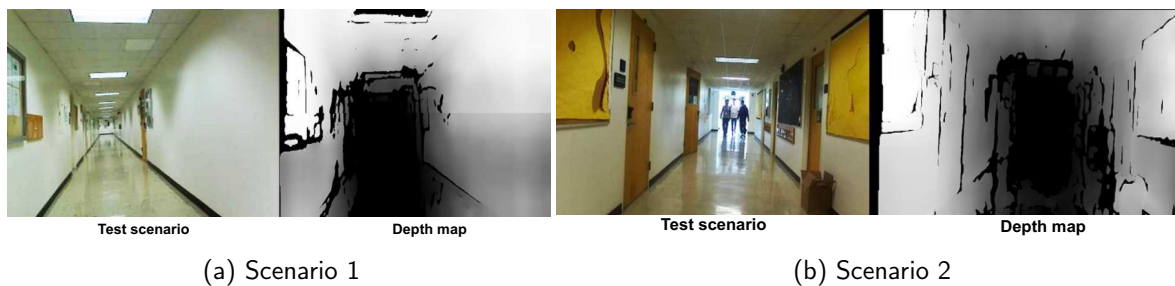 Test scenario
Depth map
Test scenario
Depth map
(a) Scenario 1
(b) Scenario 2